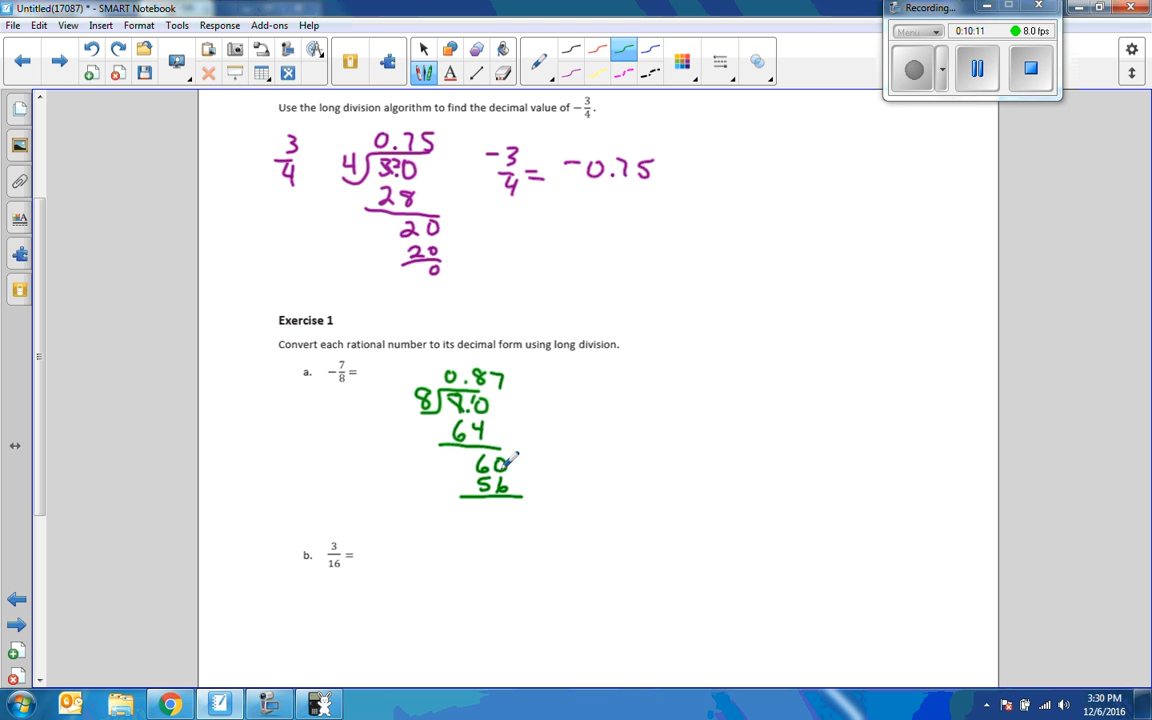 Untitled(17087) * - SMART Notebook
Recording...
File Edit View Insert Format Tools Response Add-ons Help
Menu 0:10:11 8.0 fps
Use the long division algorithm to find the decimal value of −3/4.
3/4
0.75
4
-3/4 = -0.75
28
20
20
0
Exercise 1
Convert each rational number to its decimal form using long division.
a. −7/8 =
0.87
8
64
60
56
b. 3/16 =
3:30 PM
12/6/2016